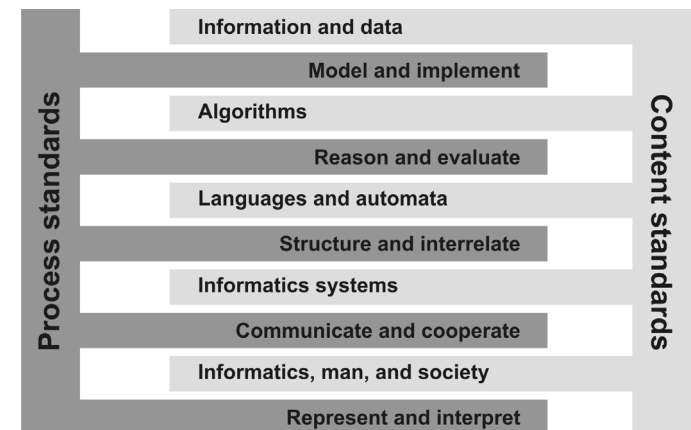 Process standards
Information and data
Model and implement
Algorithms
Reason and evaluate
Languages and automata
Structure and interrelate
Informatics systems
Communicate and cooperate
Informatics, man, and society
Represent and interpret
Content standards